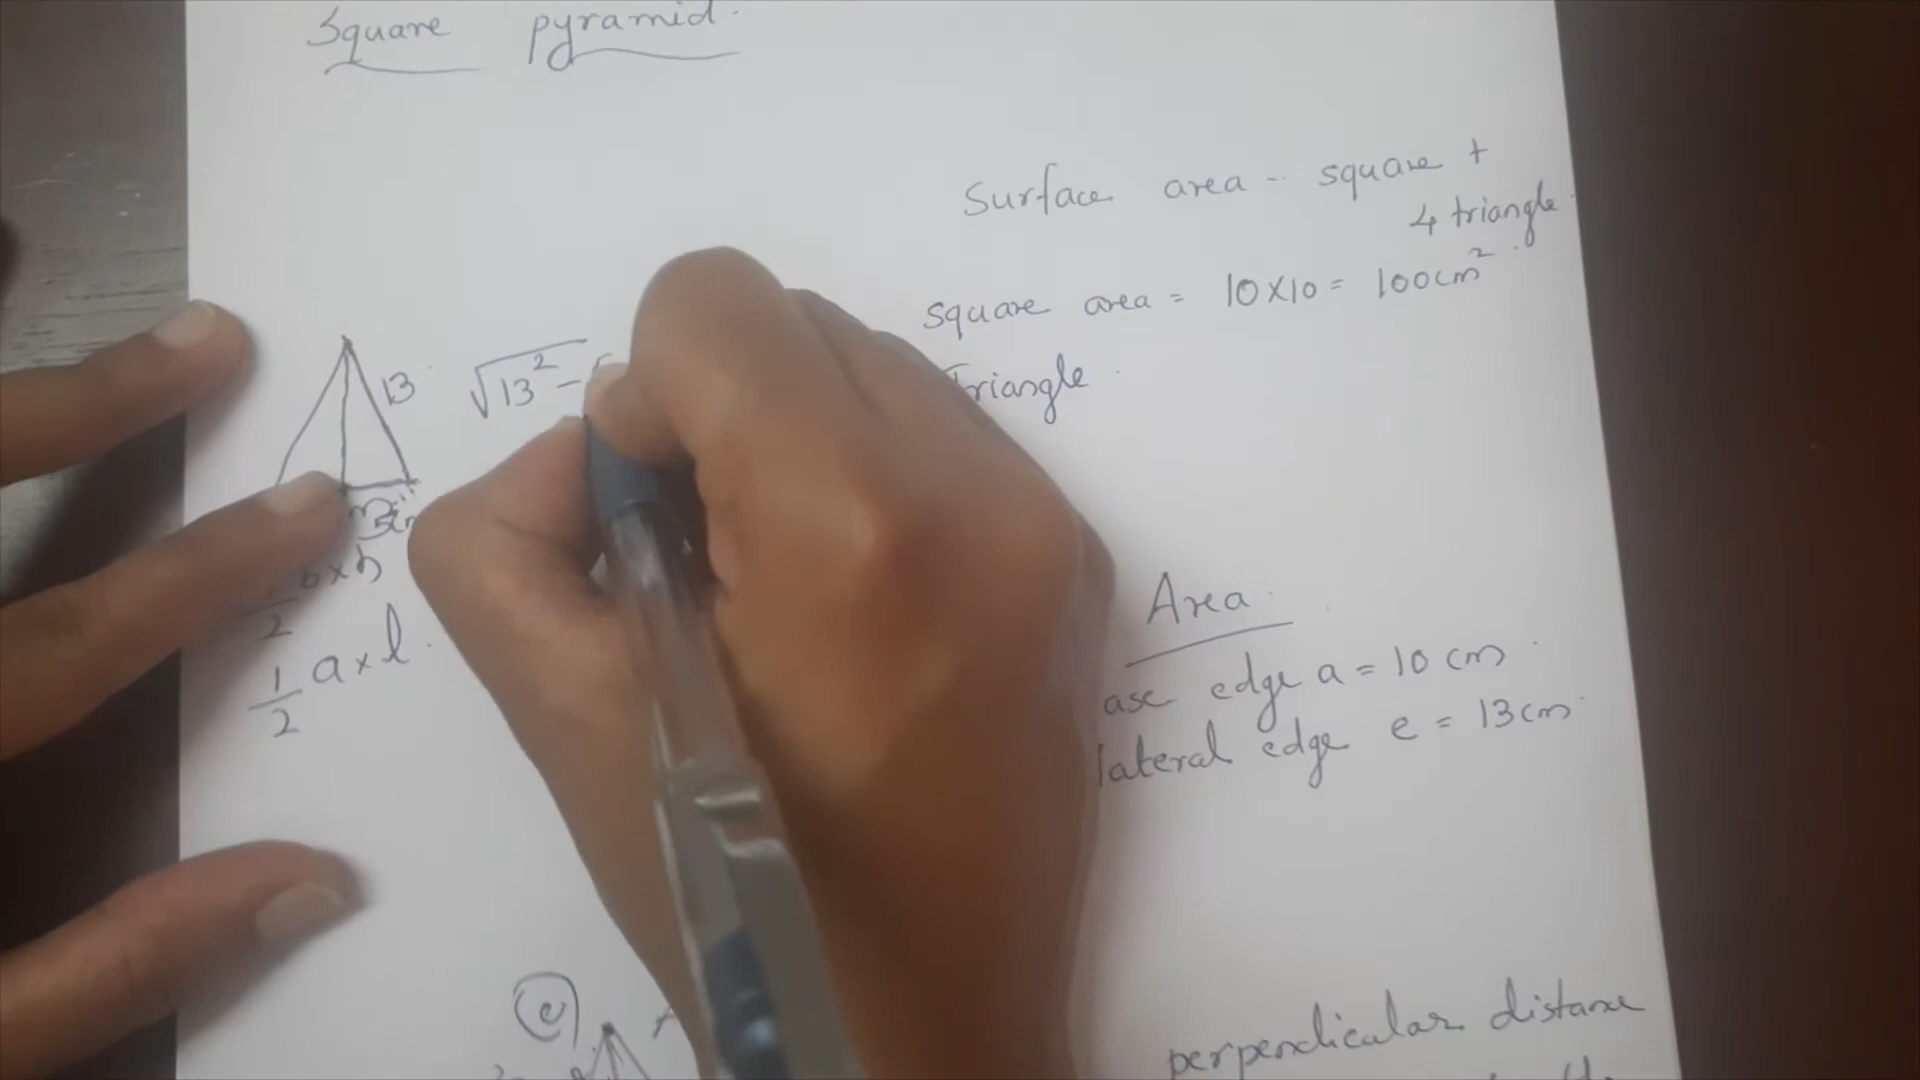 Square pyramid.
Surface area - square +
4 triangle.
square area = 10×10 = 100cm²
Triangle
13
√13² -
b×h
2
1/2 a×l.
Area
ase edge a = 10 cm
lateral edge e = 13cm
e
perpendicular distance